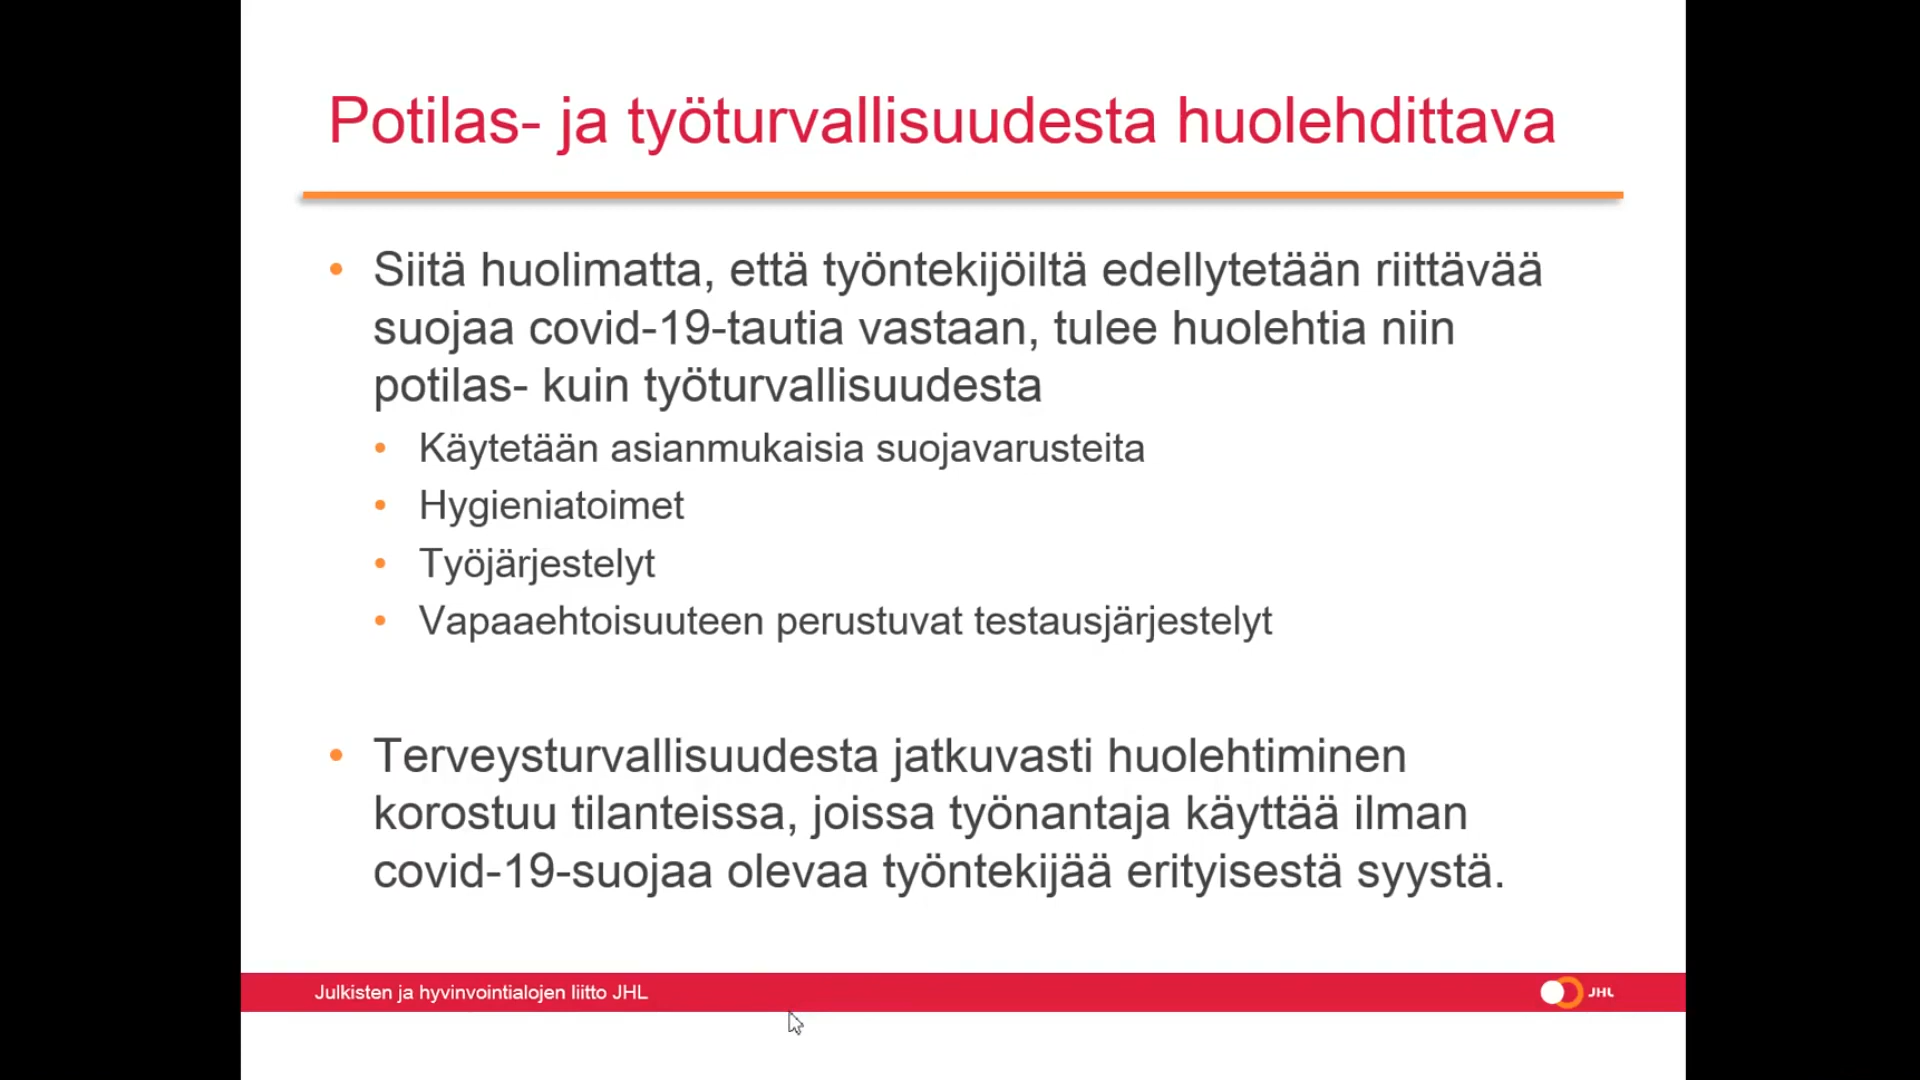 Potilas- ja työturvallisuudesta huolehdittava
• Siitä huolimatta, että työntekijöiltä edellytetään riittävää
suojaa covid-19-tautia vastaan, tulee huolehtia niin
potilas- kuin työturvallisuudesta
• Käytetään asianmukaisia suojavarusteita
• Hygieniatoimet
• Työjärjestelyt
• Vapaaehtoisuuteen perustuvat testausjärjestelyt
• Terveysturvallisuudesta jatkuvasti huolehtiminen
korostuu tilanteissa, joissa työnantaja käyttää ilman
covid-19-suojaa olevaa työntekijää erityisestä syystä.
Julkisten ja hyvinvointialojen liitto JHL
JHL